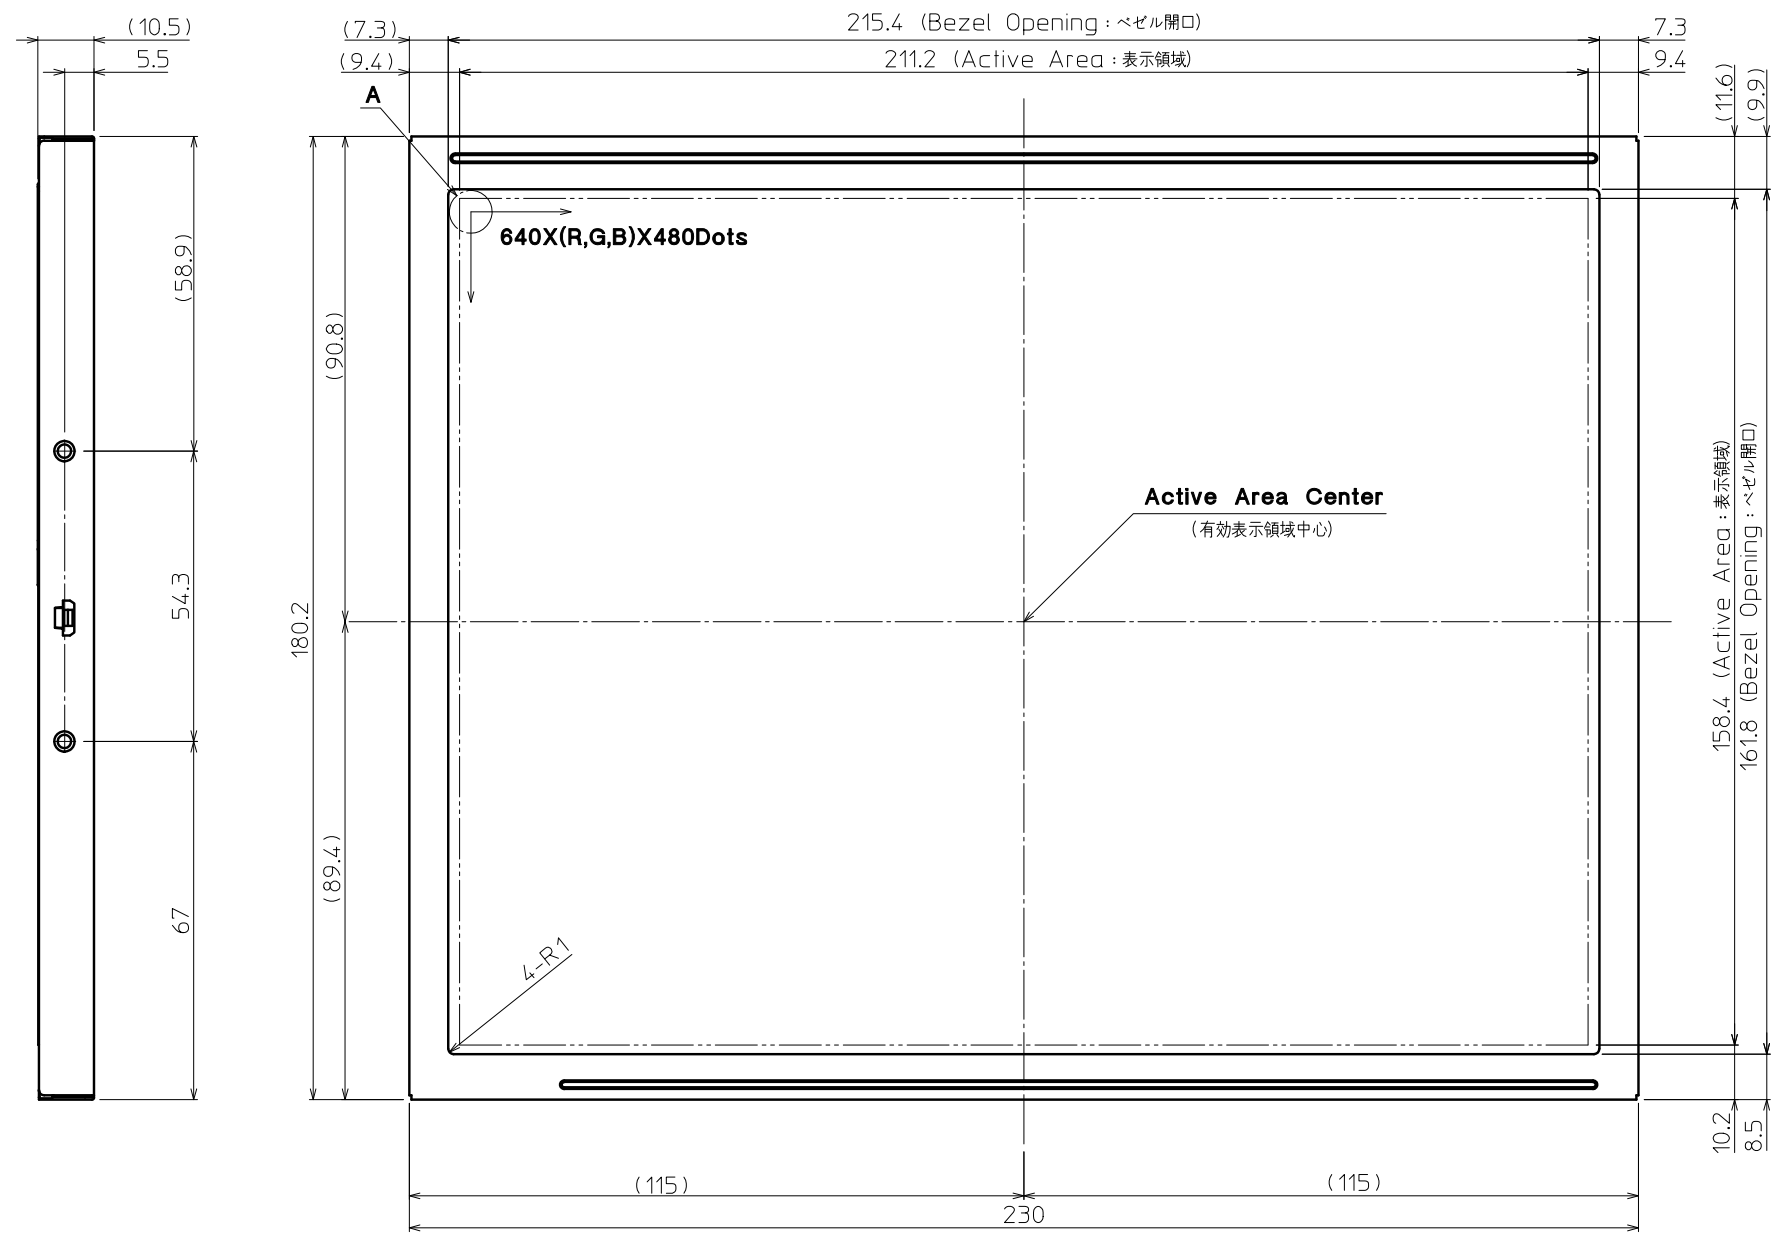 (10.5)
5.5
(7.3)
215.4 (Bezel Opening：ベゼル開口)
7.3
(9.4)
211.2 (Active Area：表示領域)
9.4
(11.6)
(9.9)
A
640X(R,G,B)X480Dots
(58.9)
(90.8)
54.3
180.2
Active Area Center
(有効表示領域中心)
158.4 (Active Area：表示領域)
161.8 (Bezel Opening：ベゼル開口)
(89.4)
67
4-R1
10.2
8.5
(115)
(115)
230